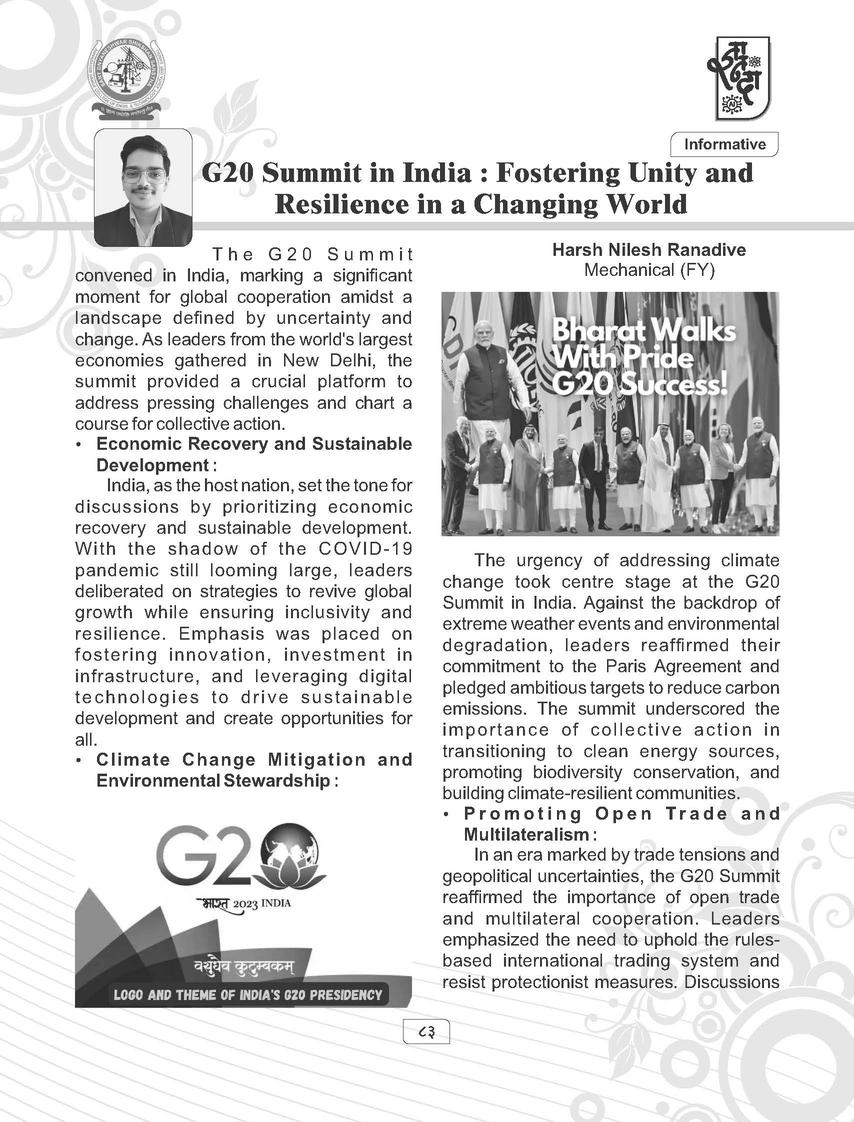 Informative
G20 Summit in India : Fostering Unity and
Resilience in a Changing World
The G20 Summit
convened in India, marking a significant
moment for global cooperation amidst a
landscape defined by uncertainty and
change. As leaders from the world's largest
economies gathered in New Delhi, the
summit provided a crucial platform to
address pressing challenges and chart a
course for collective action.
• Economic Recovery and Sustainable
Development :
India, as the host nation, set the tone for
discussions by prioritizing economic
recovery and sustainable development.
With the shadow of the COVID-19
pandemic still looming large, leaders
deliberated on strategies to revive global
growth while ensuring inclusivity and
resilience. Emphasis was placed on
fostering innovation, investment in
infrastructure, and leveraging digital
technologies to drive sustainable
development and create opportunities for
all.
• Climate Change Mitigation and
Environmental Stewardship :
G20
भारत 2023 INDIA
वसुधैव कुटुम्बकम्
LOGO AND THEME OF INDIA'S G20 PRESIDENCY
Harsh Nilesh Ranadive
Mechanical (FY)
Bharat Walks
With Pride
G20 Success!
The urgency of addressing climate
change took centre stage at the G20
Summit in India. Against the backdrop of
extreme weather events and environmental
degradation, leaders reaffirmed their
commitment to the Paris Agreement and
pledged ambitious targets to reduce carbon
emissions. The summit underscored the
importance of collective action in
transitioning to clean energy sources,
promoting biodiversity conservation, and
building climate-resilient communities.
• Promoting Open Trade and
Multilateralism :
In an era marked by trade tensions and
geopolitical uncertainties, the G20 Summit
reaffirmed the importance of open trade
and multilateral cooperation. Leaders
emphasized the need to uphold the rules-
based international trading system and
resist protectionist measures. Discussions
८३